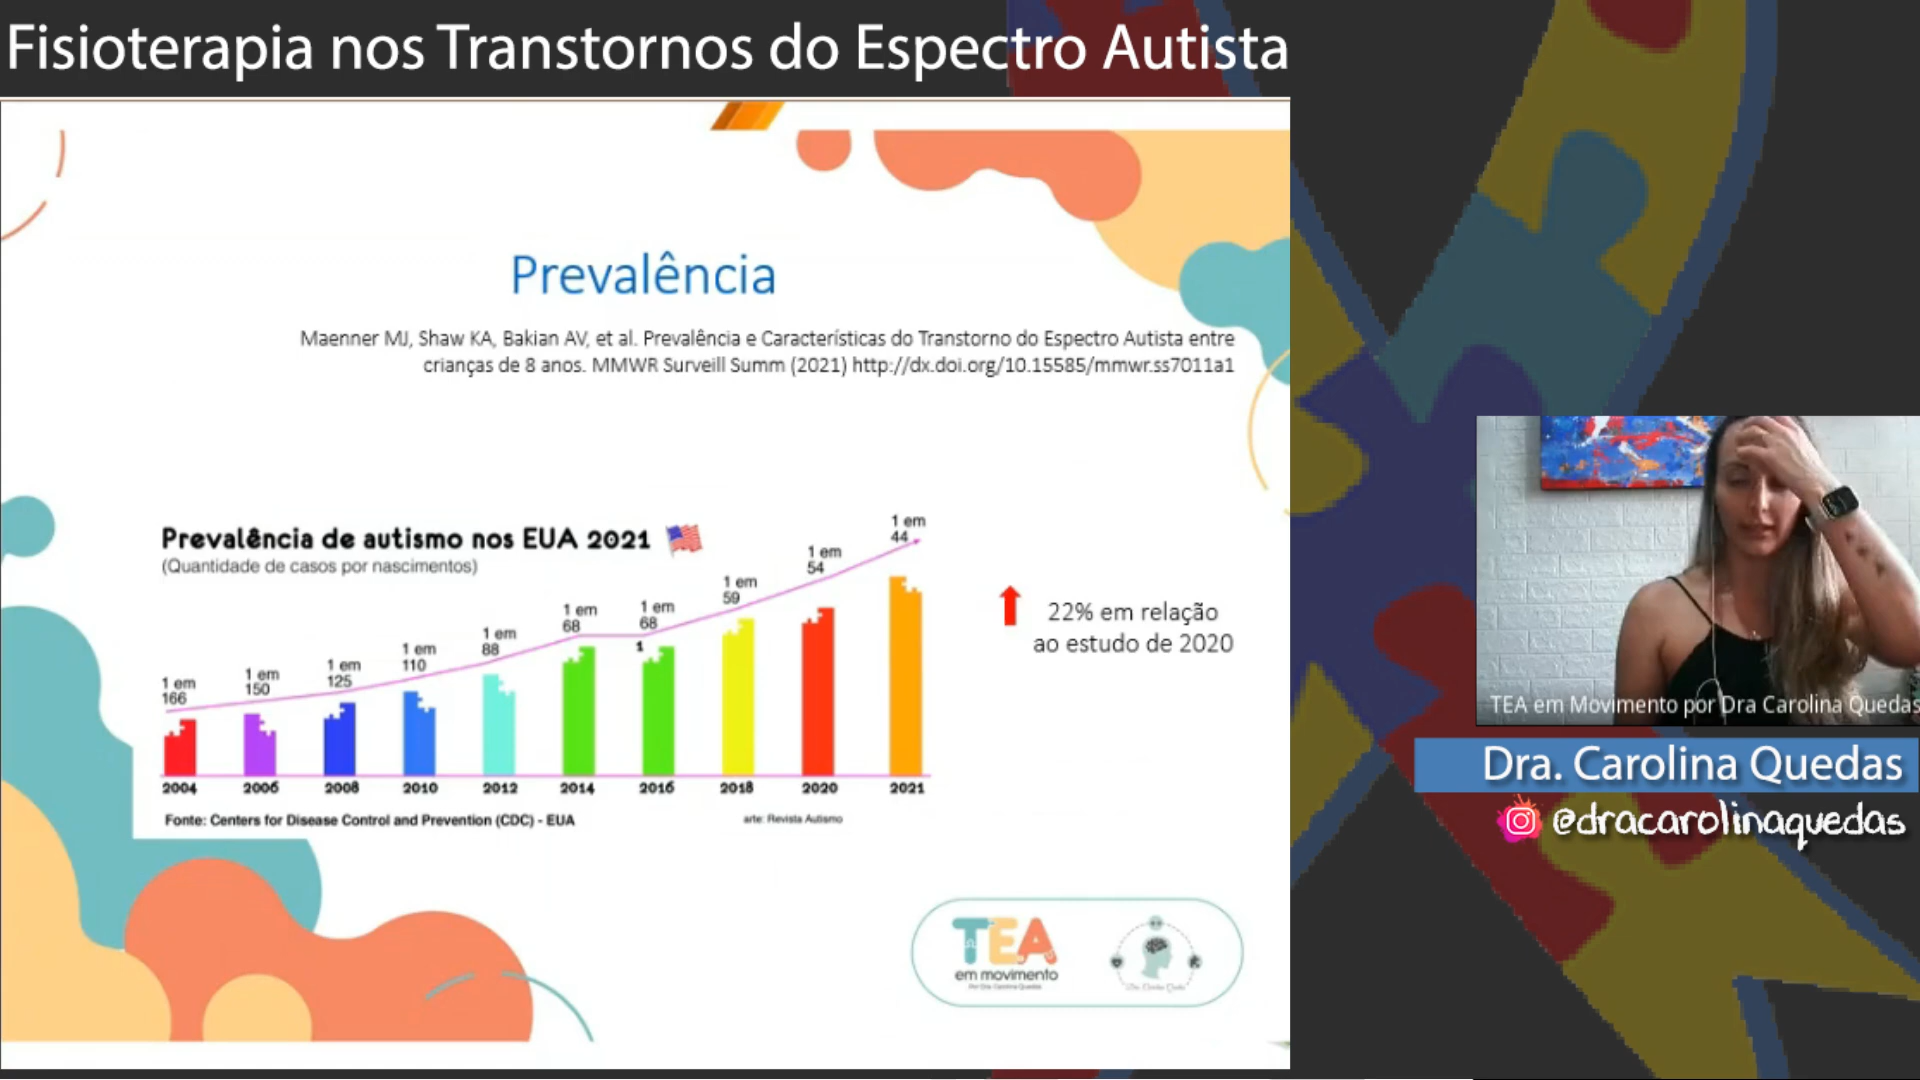 Fisioterapia nos Transtornos do Espectro Autista
Prevalência
Maenner MJ, Shaw KA, Bakian AV, et al. Prevalência e Características do Transtorno do Espectro Autista entre
crianças de 8 anos. MMWR Surveill Summ (2021) http://dx.doi.org/10.15585/mmwr.ss7011a1
Prevalência de autismo nos EUA 2021
(Quantidade de casos por nascimentos)
1 em
166
1 em
150
1 em
125
1 em
110
1 em
88
1 em
68
1 em
68
1
1 em
59
1 em
54
1 em
44
2004 2006 2008 2010 2012 2014 2016 2018 2020 2021
Fonte: Centers for Disease Control and Prevention (CDC) - EUA
arte: Revista Autismo
22% em relação
ao estudo de 2020
TEA
em movimento
Por Dra. Carolina Quedas
TEA em Movimento por Dra Carolina Quedas
Dra. Carolina Quedas
@dracarolinaquedas